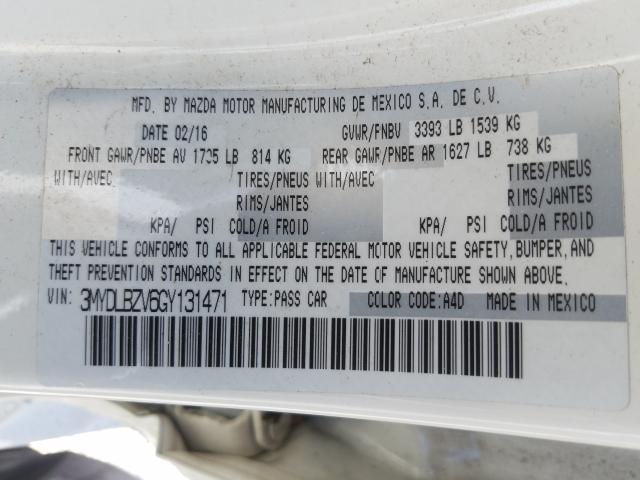 MFD. BY MAZDA MOTOR MANUFACTURING DE MEXICO S.A. DE C.V.
DATE 02/16 GVWR/PNBV 3393 LB 1539 KG
FRONT GAWR/PNBE AV 1735 LB 814 KG REAR GAWR/PNBE AR 1627 LB 738 KG
WITH/AVEC TIRES/PNEUS WITH/AVEC TIRES/PNEUS
RIMS/JANTES RIMS/JANTES
KPA/ PSI COLD/A FROID KPA/ PSI COLD/A FROID
THIS VEHICLE CONFORMS TO ALL APPLICABLE FEDERAL MOTOR VEHICLE SAFETY, BUMPER, AND
THEFT PREVENTION STANDARDS IN EFFECT ON THE DATE OF MANUFACTURE SHOWN ABOVE.
VIN: 3MYDLBZV6GY131471 TYPE:PASS CAR COLOR CODE:A4D MADE IN MEXICO